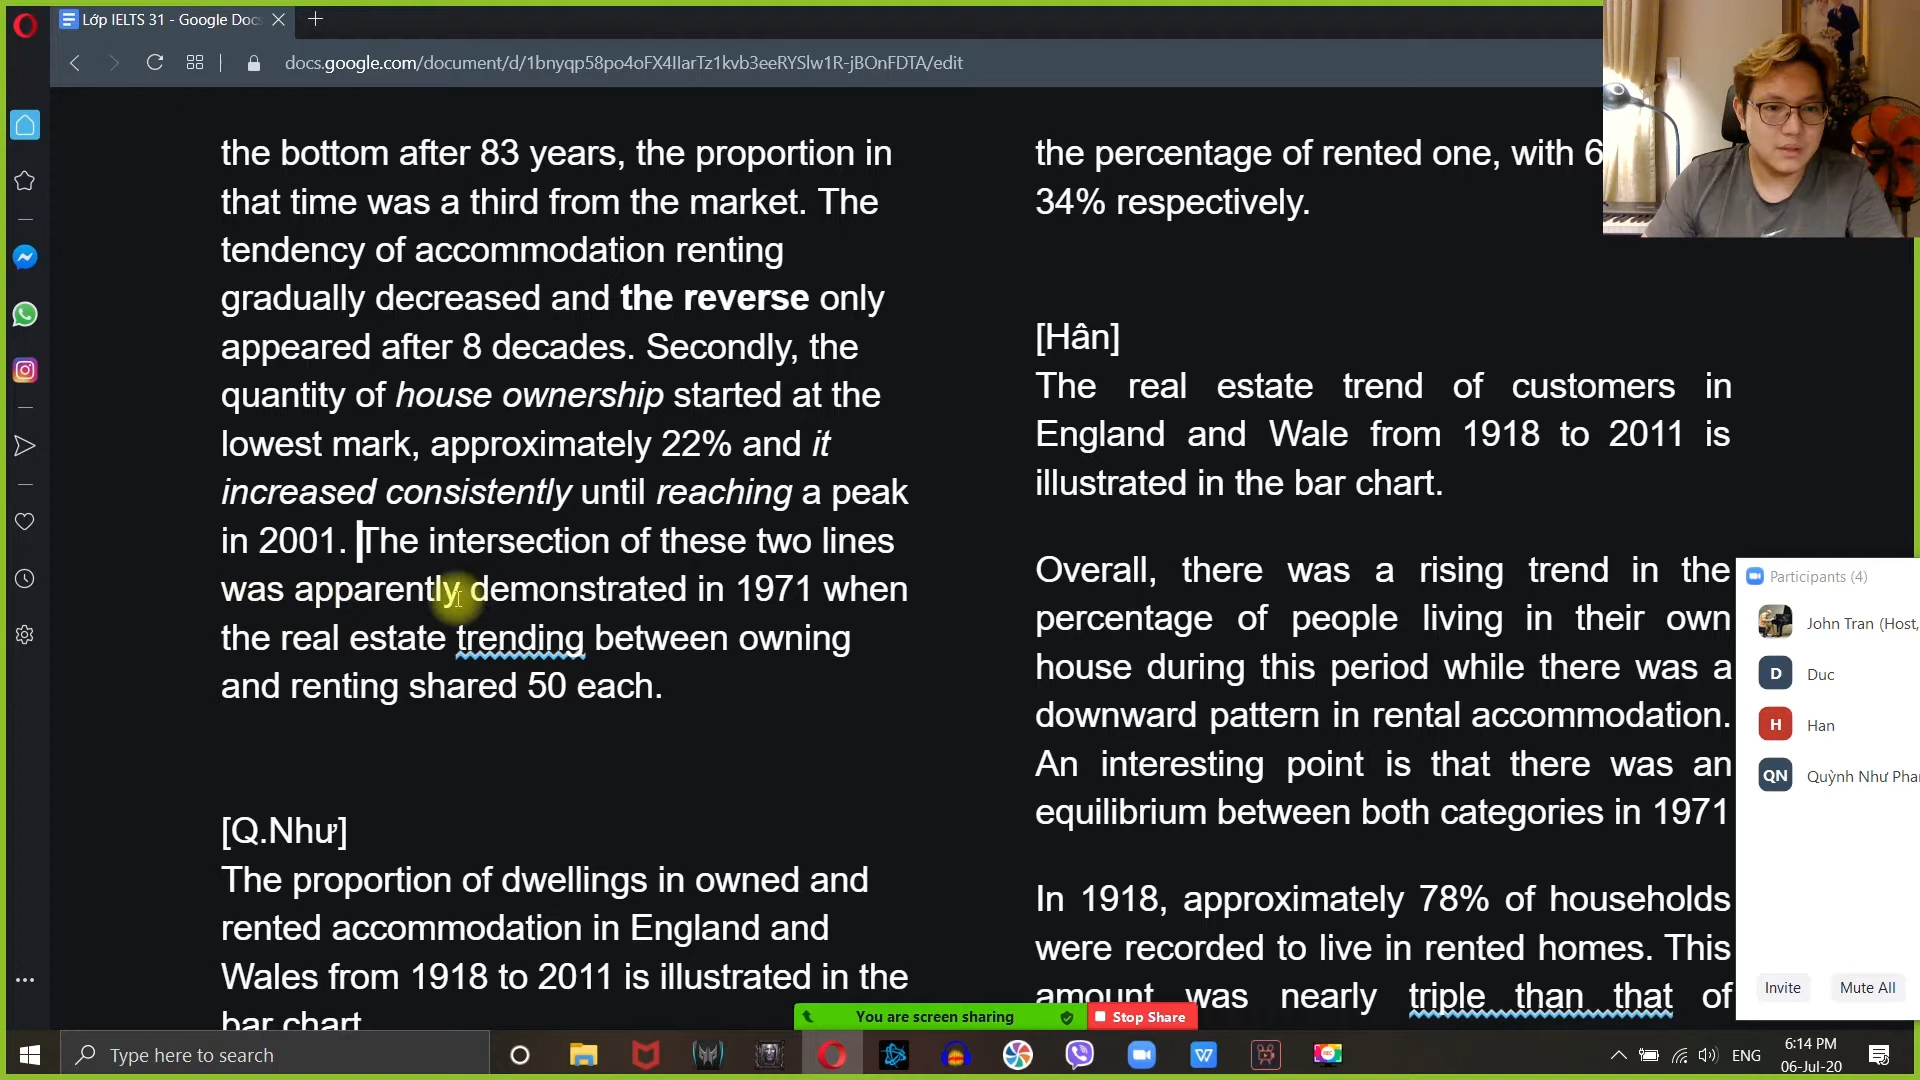 Lớp IELTS 31 - Google Docs
docs.google.com/document/d/1bnyqp58po4oFX4IlarTz1kvb3eeRYSlw1R-jBOnFDTA/edit
the bottom after 83 years, the proportion in
that time was a third from the market. The
tendency of accommodation renting
gradually decreased and the reverse only
appeared after 8 decades. Secondly, the
quantity of house ownership started at the
lowest mark, approximately 22% and it
increased consistently until reaching a peak
in 2001. The intersection of these two lines
was apparently demonstrated in 1971 when
the real estate trending between owning
and renting shared 50 each.
[Q.Như]
The proportion of dwellings in owned and
rented accommodation in England and
Wales from 1918 to 2011 is illustrated in the
bar chart
the percentage of rented one, with 6
34% respectively.
[Hân]
The real estate trend of customers in
England and Wale from 1918 to 2011 is
illustrated in the bar chart.
Overall, there was a rising trend in the
percentage of people living in their own
house during this period while there was a
downward pattern in rental accommodation.
An interesting point is that there was an
equilibrium between both categories in 1971
In 1918, approximately 78% of households
were recorded to live in rented homes. This
amount was nearly triple than that of
Participants (4)
John Tran (Host,
D Duc
H Han
QN Quỳnh Như Pha
Invite Mute All
You are screen sharing Stop Share
Type here to search
ENG
6:14 PM
06-Jul-20